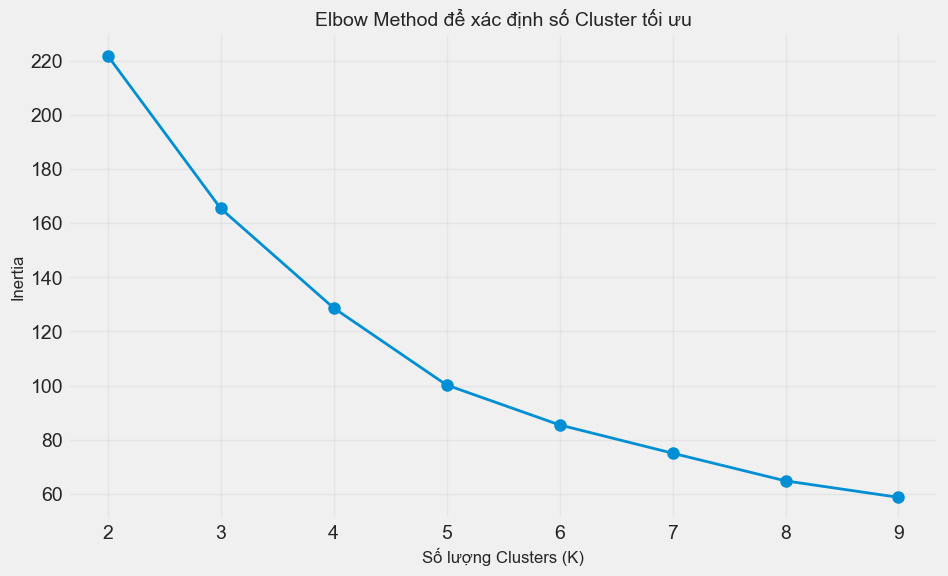 Elbow Method để xác định số Cluster tối ưu
Inertia
220
200
180
160
140
120
100
80
60
2 3 4 5 6 7 8 9
Số lượng Clusters (K)